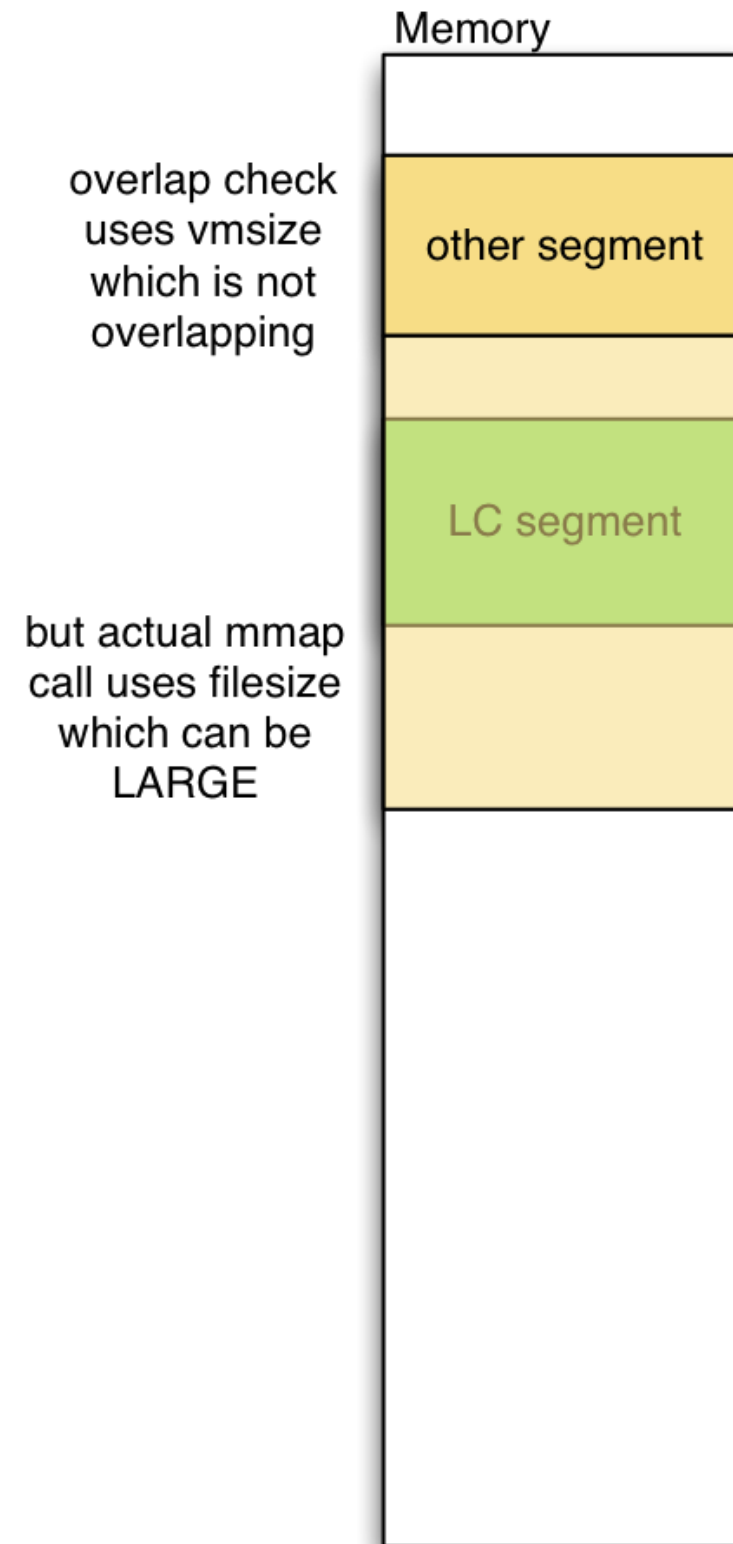 Memory
overlap check
uses vmsize
which is not
overlapping
other segment
LC segment
but actual mmap
call uses filesize
which can be
LARGE